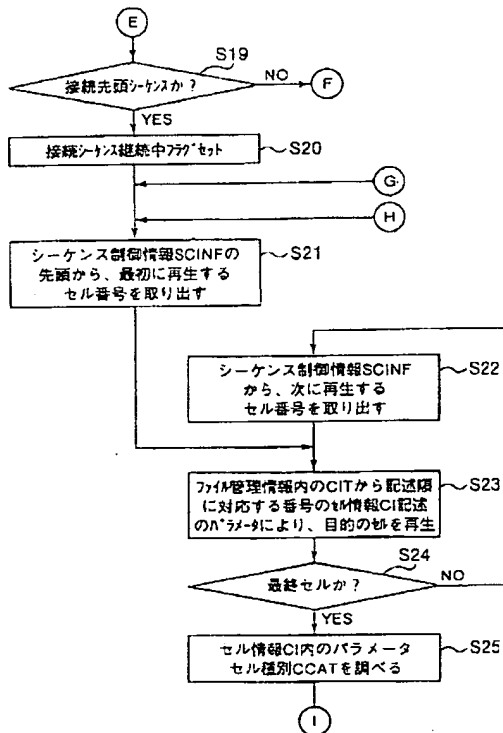 E
S19
接続先頭シーケンスか？
NO
F
YES
接続シーケンス継続中フラグセット
S20
G
H
シーケンス制御情報SCINFの
先頭から、最初に再生する
セル番号を取り出す
S21
シーケンス制御情報SCINF
から、次に再生する
セル番号を取り出す
S22
ファイル管理情報内のCITから記述順
に対応する番号のセル情報CI記述
のパラメータにより、目的のセルを再生
S23
S24
最終セルか？
NO
YES
セル情報CI内のパラメータ
セル種別CCATを調べる
S25
I